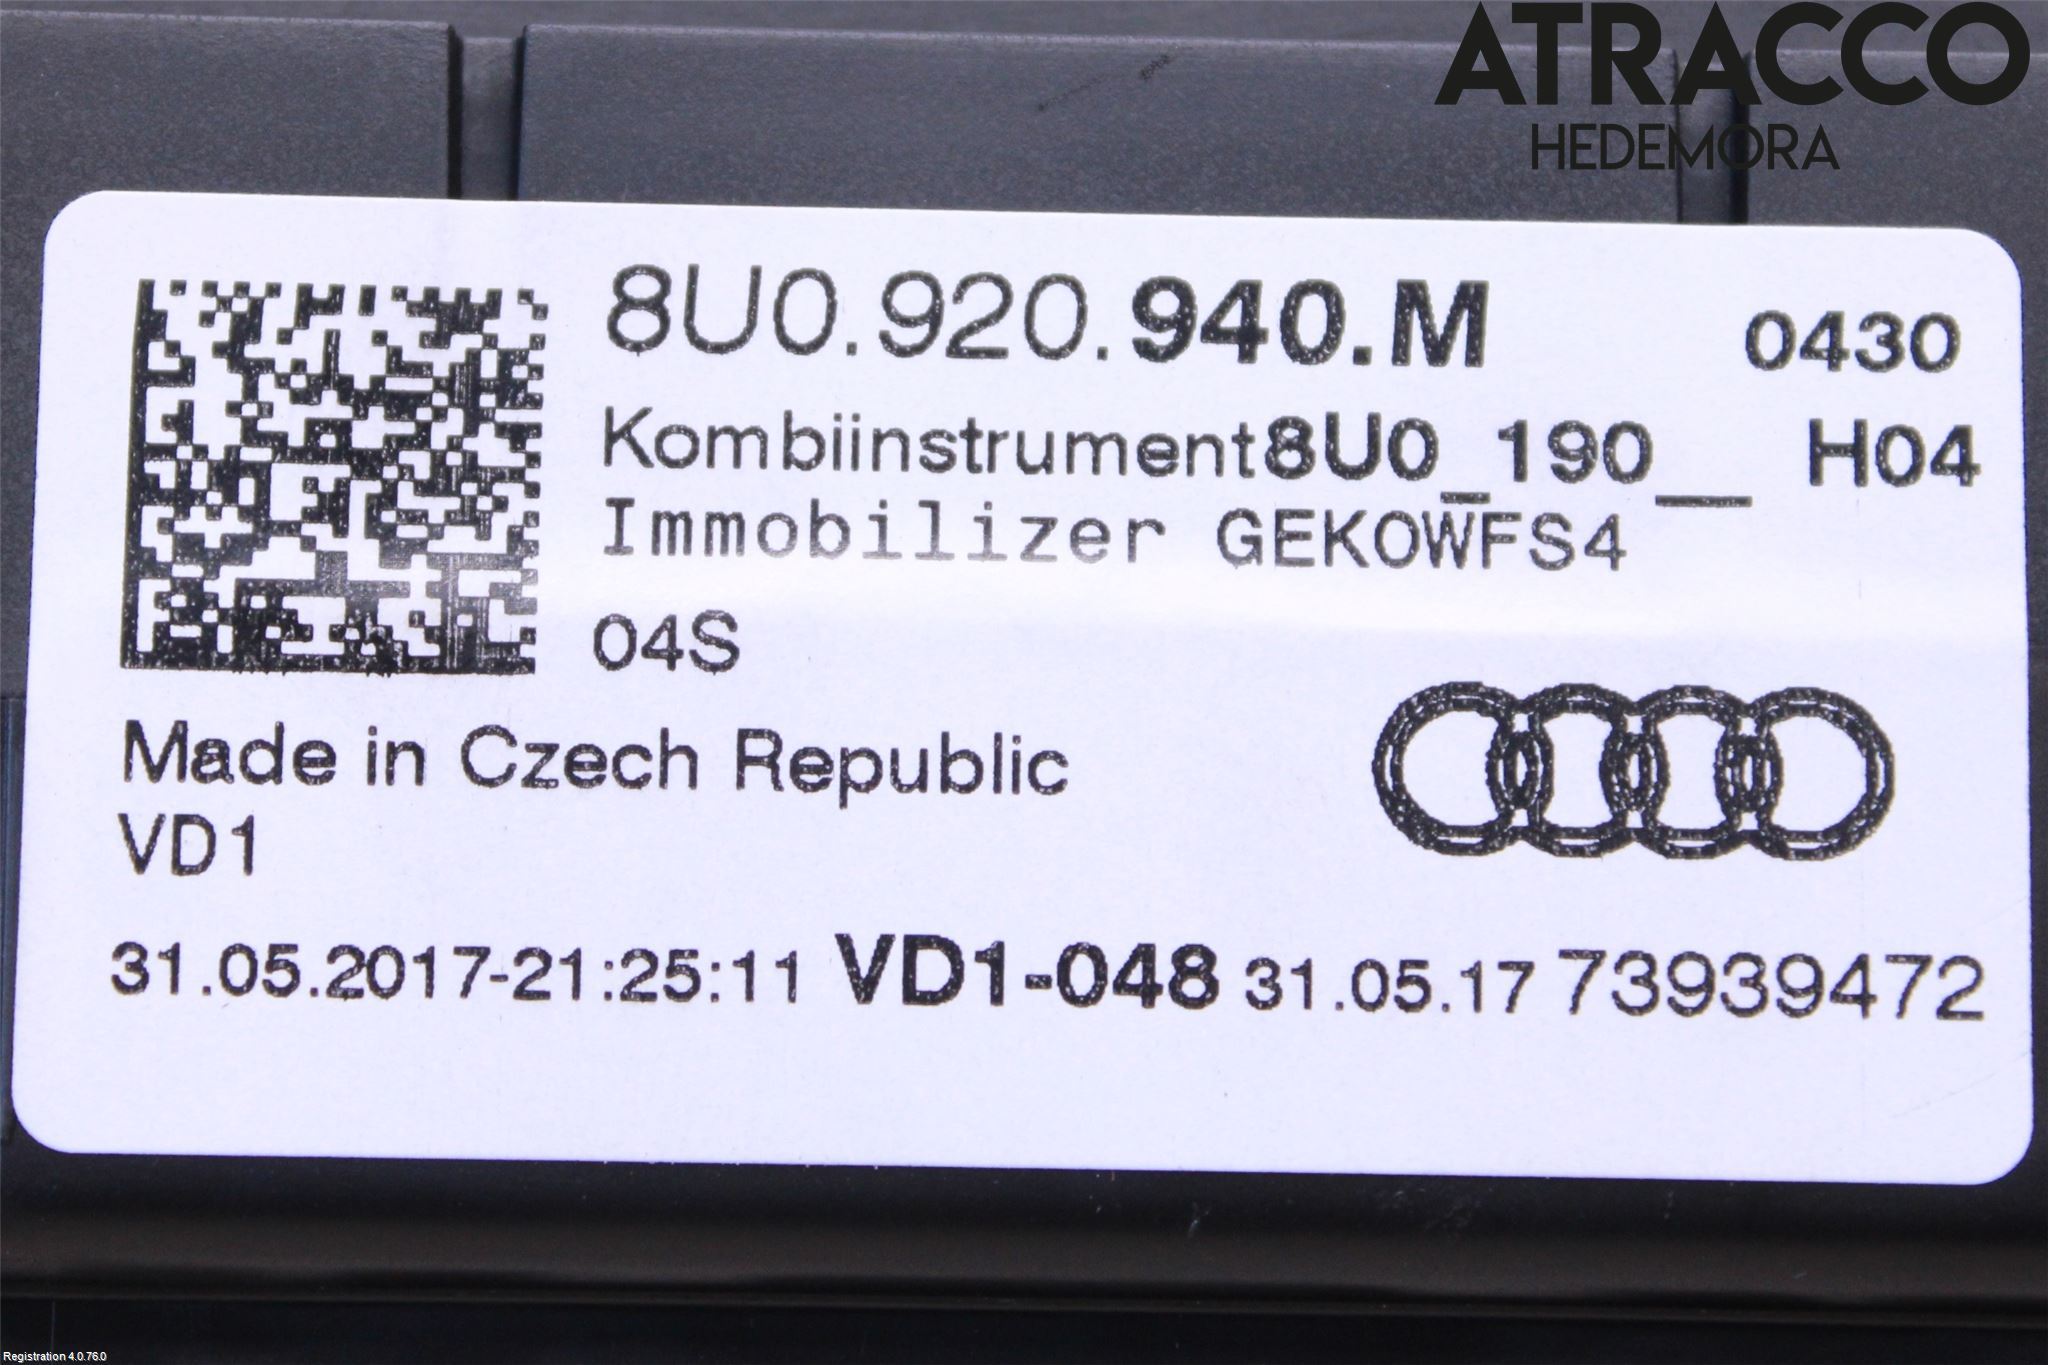 ATRACCO
HEDEMORA
8U0.920.940.M 0430
Kombiinstrument8U0_190__ H04
Immobilizer GEKOWFS4
04S
Made in Czech Republic
VD1
31.05.2017-21:25:11 VD1-048 31.05.17 73939472
Registration 4.0.76.0